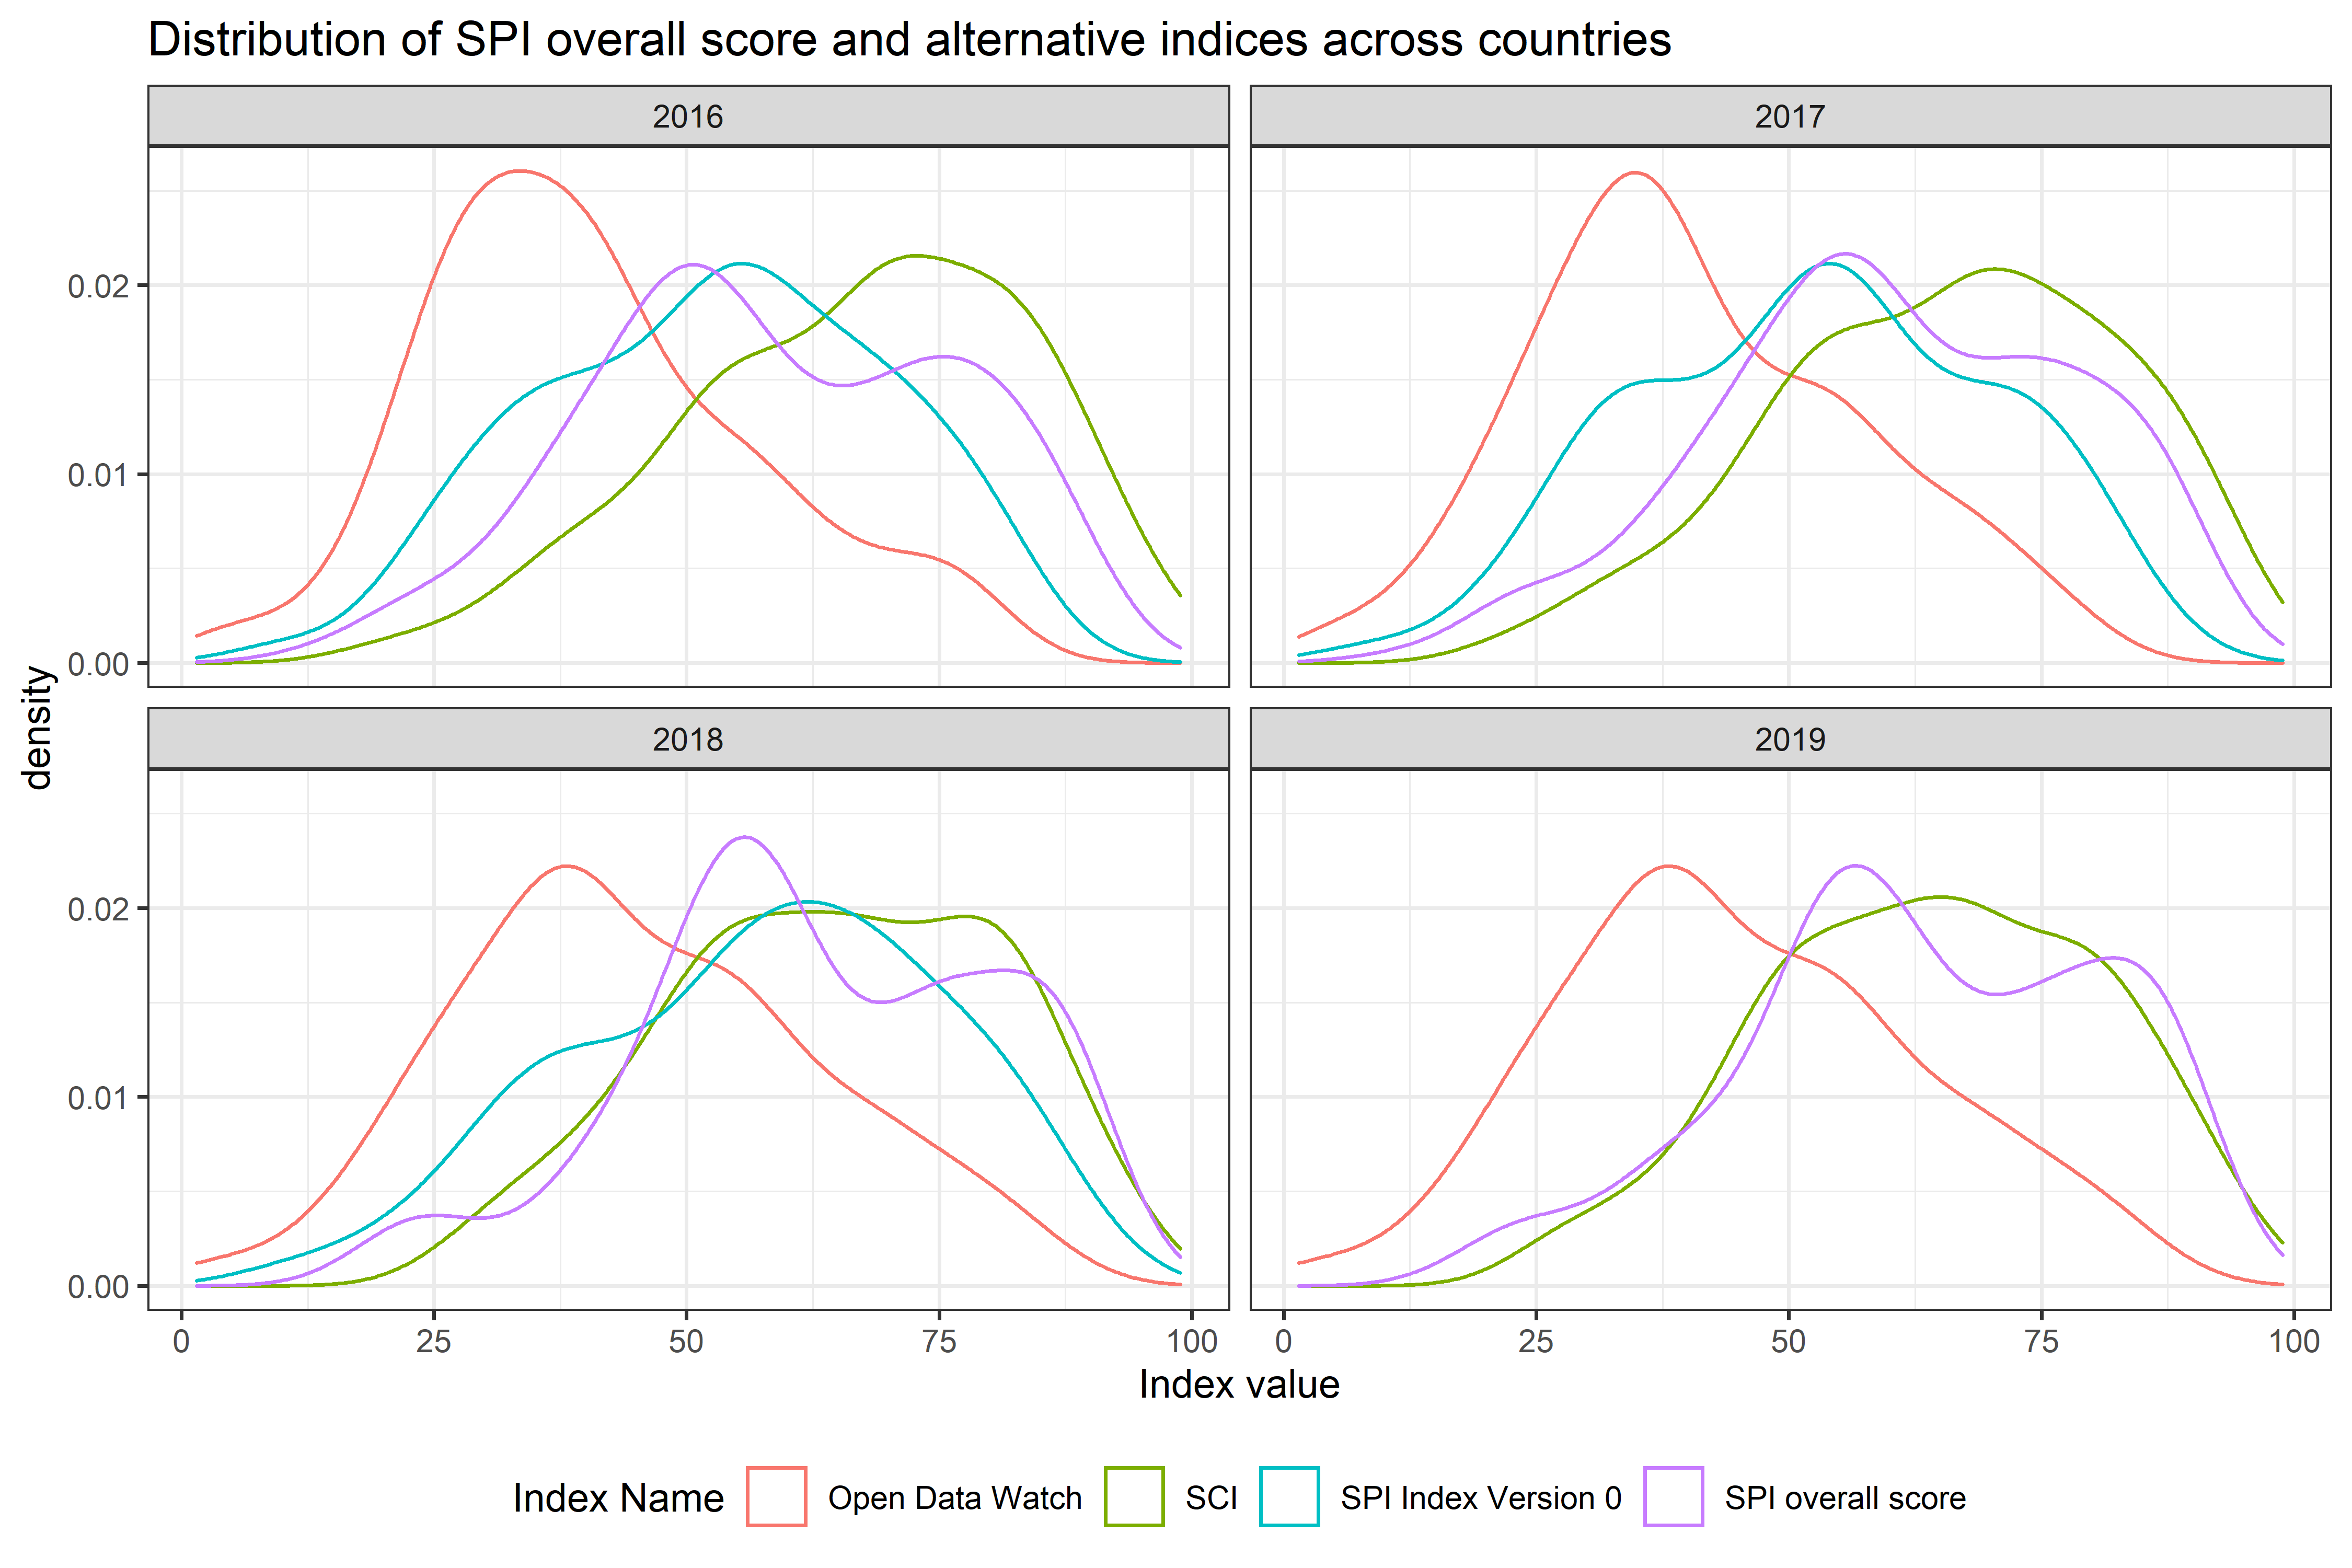 Distribution of SPI overall score and alternative indices across countries
2016
2017
0.02
0.01
0.00
density
2018
2019
0.02
0.01
0.00
0 25 50 75 100 0 25 50 75 100
Index value
Index Name Open Data Watch SCI SPI Index Version 0 SPI overall score